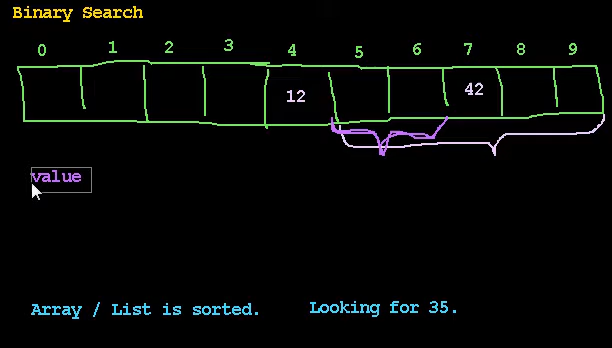 Binary Search
0 1 2 3 4 5 6 7 8 9
12 42
value
Array / List is sorted. Looking for 35.